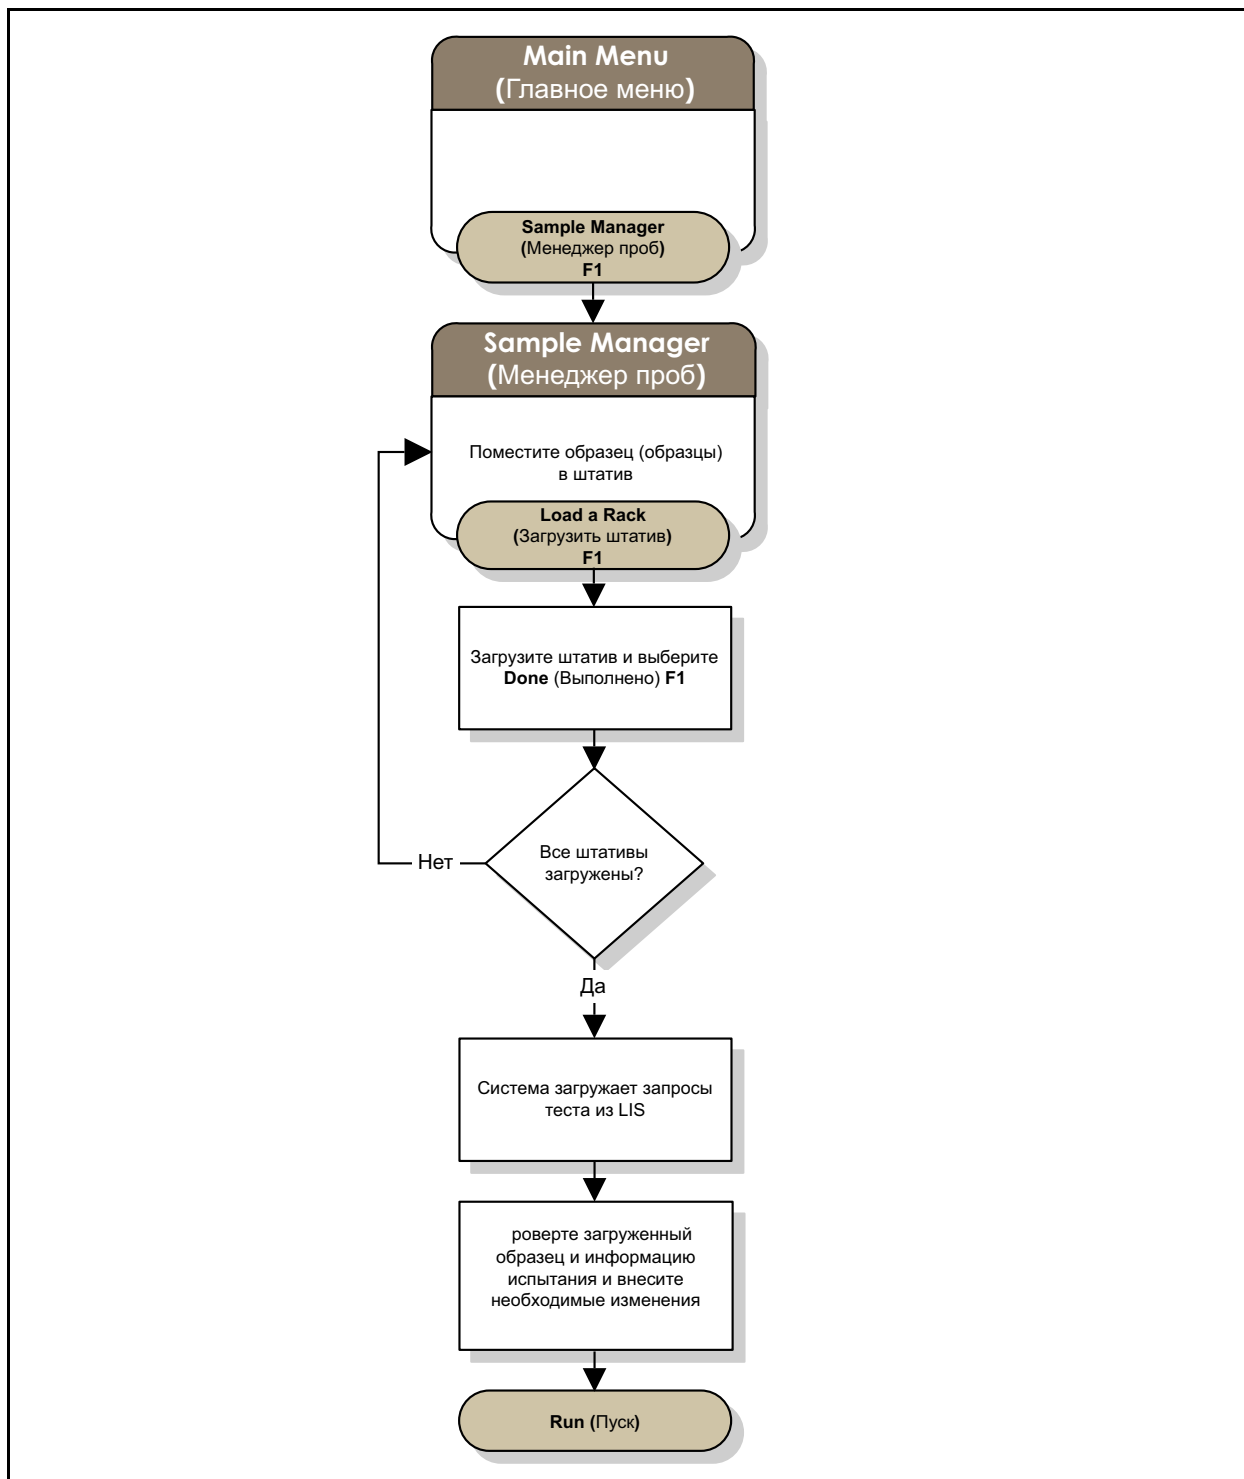 Main Menu
(Главное меню)
Sample Manager
(Менеджер проб)
F1
Sample Manager
(Менеджер проб)
Поместите образец (образцы)
в штатив
Load a Rack
(Загрузить штатив)
F1
Загрузите штатив и выберите
Done (Выполнено) F1
Все штативы
загружены?
Нет
Да
Система загружает запросы
теста из LIS
роверте загруженный
образец и информацию
испытания и внесите
необходимые изменения
Run (Пуск)